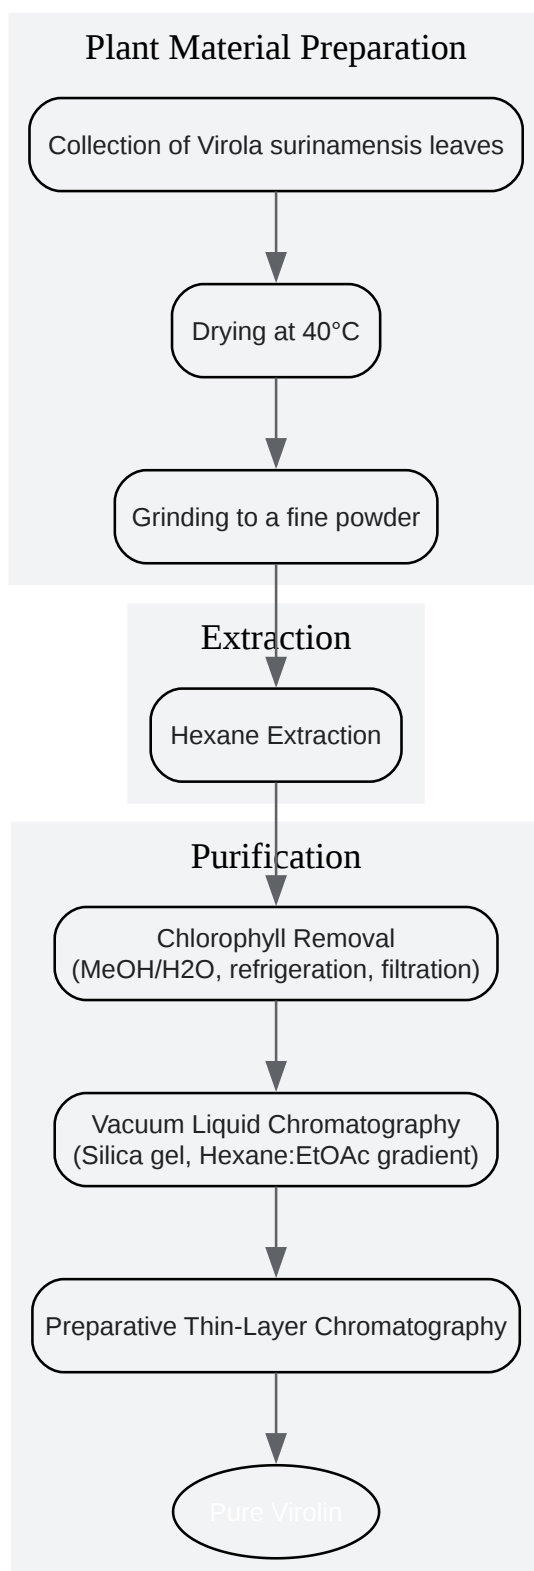 Plant Material Preparation
Collection of Virola surinamensis leaves
Drying at 40°C
Grinding to a fine powder
Extraction
Hexane Extraction
Purification
Chlorophyll Removal
(MeOH/H2O, refrigeration, filtration)
Vacuum Liquid Chromatography
(Silica gel, Hexane:EtOAc gradient)
Preparative Thin-Layer Chromatography
Pure Virolin